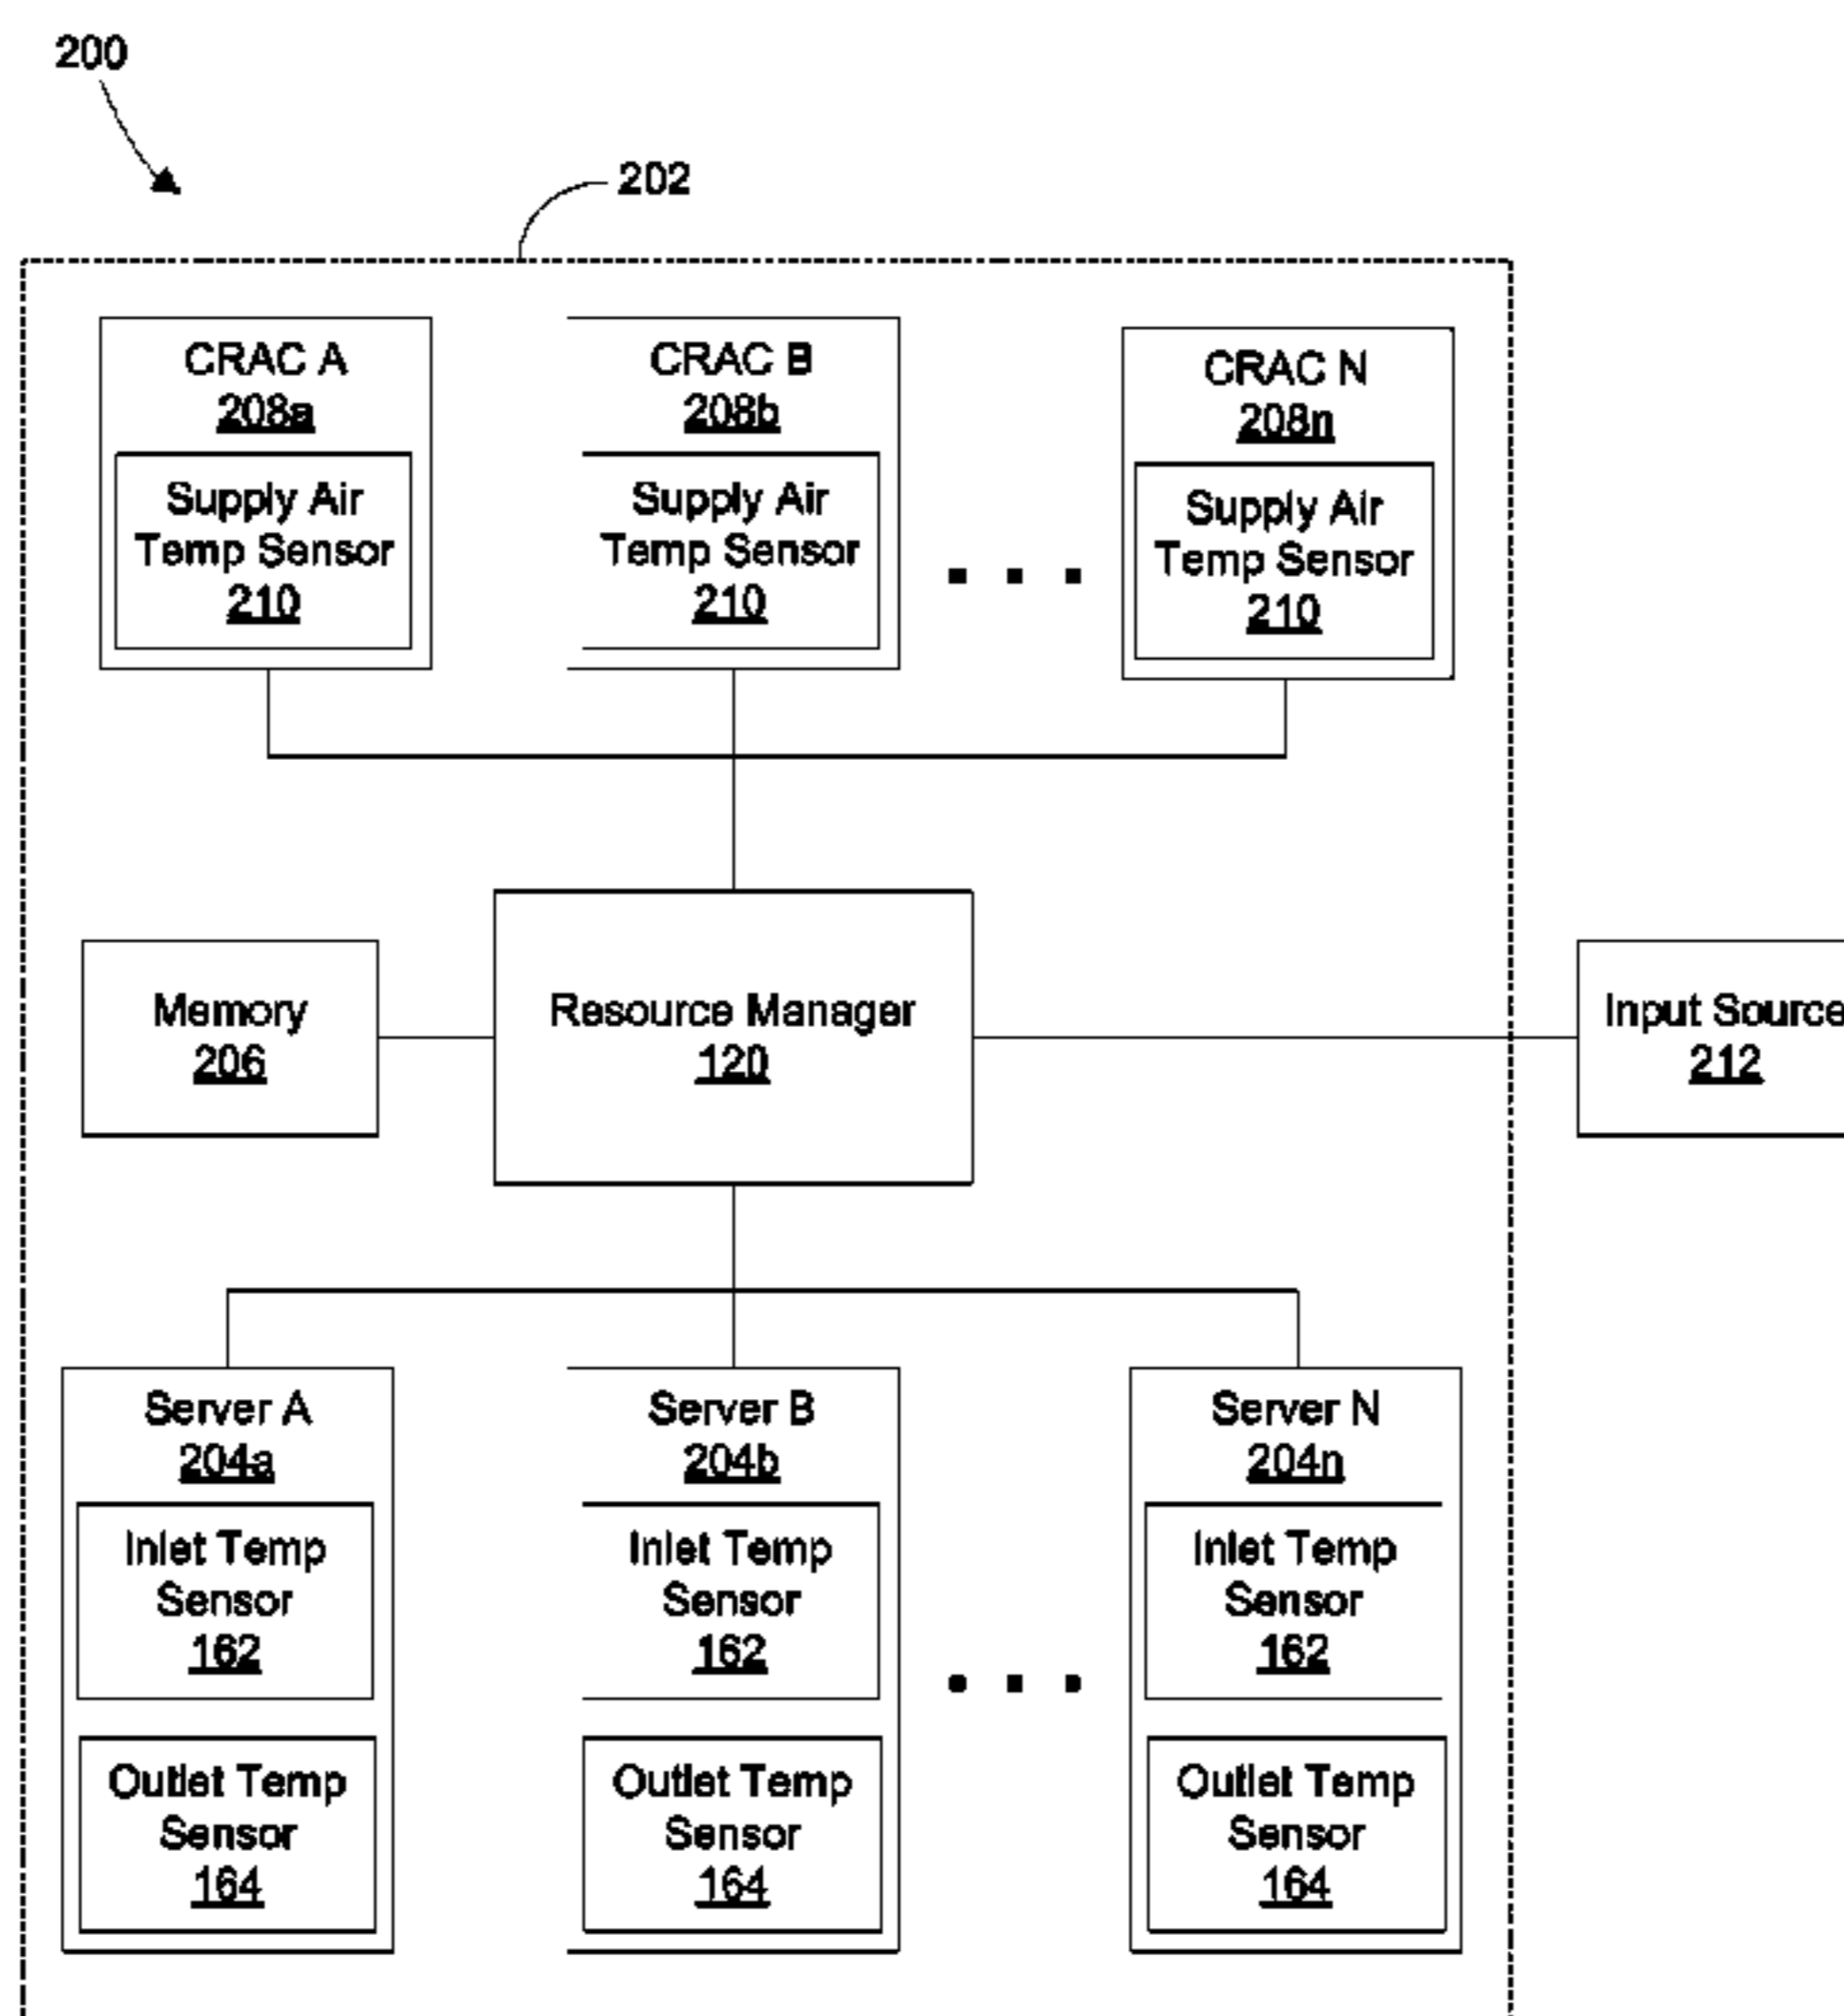 200
202
CRAC A
208a
Supply Air
Temp Sensor
210
CRAC B
208b
Supply Air
Temp Sensor
210
CRAC N
208n
Supply Air
Temp Sensor
210
Memory
206
Resource Manager
120
Input Source
212
Server A
204a
Inlet Temp
Sensor
162
Outlet Temp
Sensor
164
Server B
204b
Inlet Temp
Sensor
162
Outlet Temp
Sensor
164
Server N
204n
Inlet Temp
Sensor
162
Outlet Temp
Sensor
164